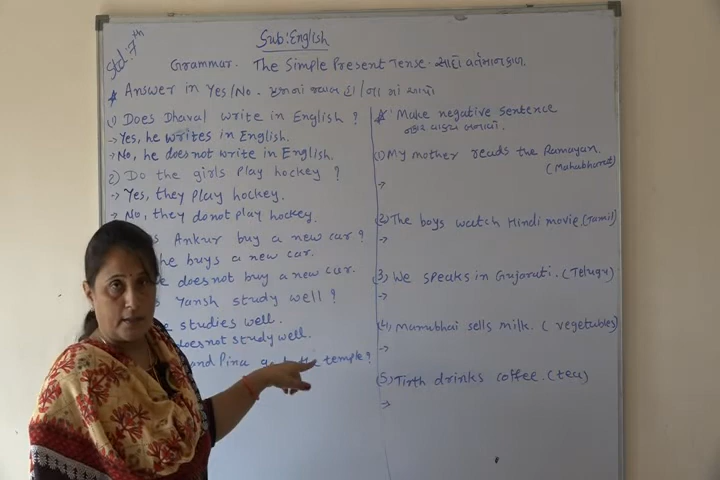 Std:7th
Sub:English
Grammar. The Simple Present Tense. સાદો વર્તમાનકાળ.
* Answer in Yes/No. પ્રશ્નનો જવાબ હા/ના માં આપો
(1) Does Dhaval write in English ?
→ Yes, he writes in English.
→ No, he does not write in English.
2) Do the girls play hockey ?
→ Yes, they play hockey.
→ No, they do not play hockey.
Ankur buy a new car ?
he buys a new car.
does not buy a new car.
Yansh study well ?
studies well.
does not study well.
and Pina go to the temple ?
* Make negative sentence
નકાર વાક્ય બનાવો.
(1) My mother reads the Ramayan.
(Mahabharat)
→
(2) The boys watch Hindi movie. (Tamil)
→
(3) We speaks in Gujarati. (Telugu)
→
(4) Mamubhai sells milk. ( vegetables)
→
(5) Tirth drinks coffee. (tea)
→